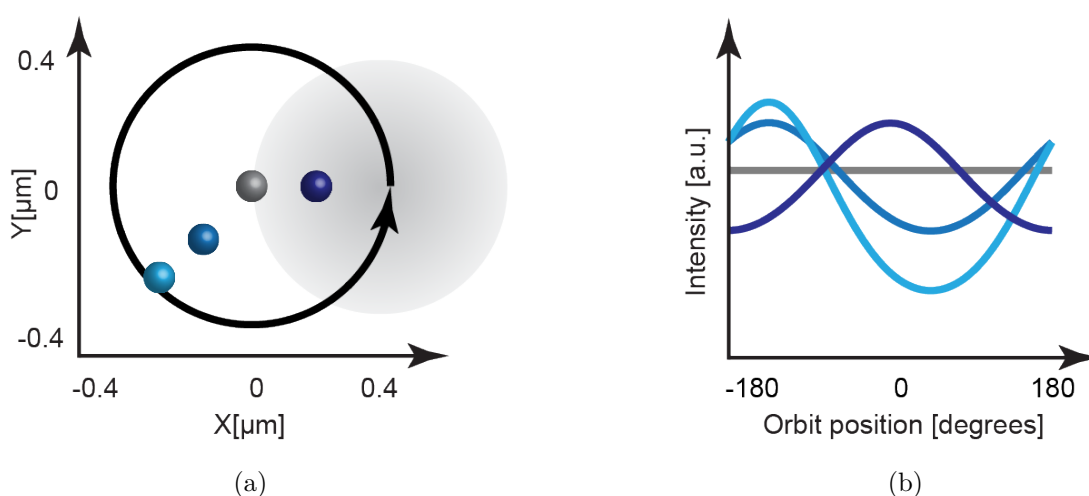 0.4
0
-0.4
Y[µm]
-0.4
0
0.4
X[µm]
(a)
Intensity [a.u.]
-180
0
180
Orbit position [degrees]
(b)